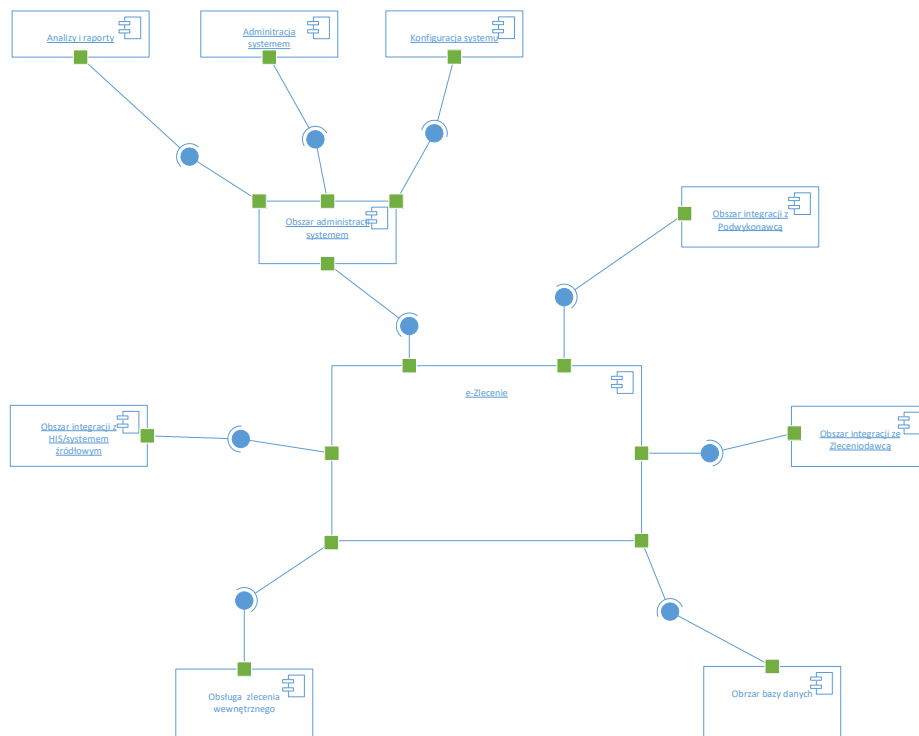 Analizy i raporty
Adminitracja
systemem
Konfiguracja systemu
Obszar administracji
systemem
Obszar integracji z
Podwykonawcą
e-Zlecenie
Obszar integracji z
HIS/systemem
źródłowym
Obszar integracji ze
Zleceniodawcą
Obsługa zlecenia
wewnętrznego
Obrzar bazy danych